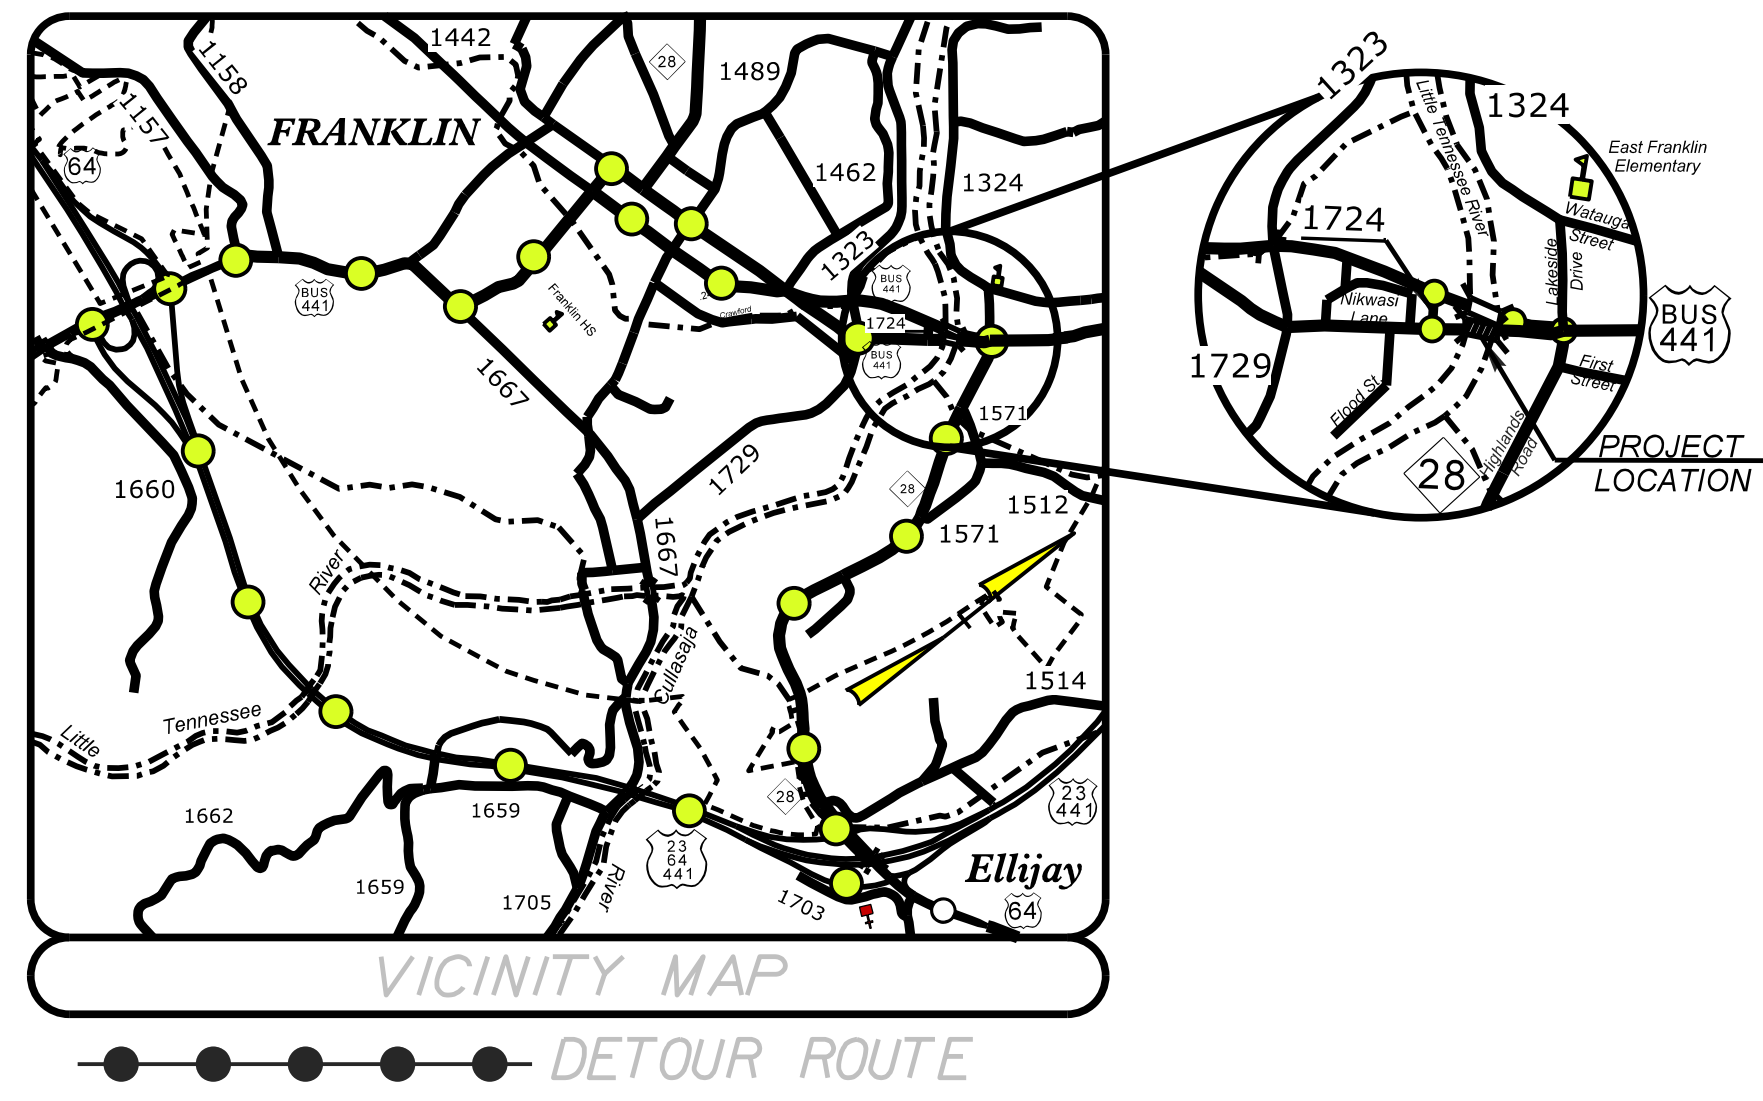 1442
1158
28
1489
1157
FRANKLIN
64
1462
1324
1323
BUS
441
BUS
441
Franklin HS
Crawford
1724
BUS
441
1667
1571
1729
1660
28
1512
1571
1667
River
Cullasaja
1514
Little
Tennessee
28
23
441
1662
1659
23
64
441
Ellijay
1659
1705
River
1703
64
VICINITY MAP
DETOUR ROUTE
1323
Little Tennessee River
1324
East Franklin
Elementary
Watauga
Street
1724
Lakeside
Drive
Nikwasi
Lane
BUS
441
1729
First
Street
Flood St.
Highlands
Road
28
PROJECT
LOCATION